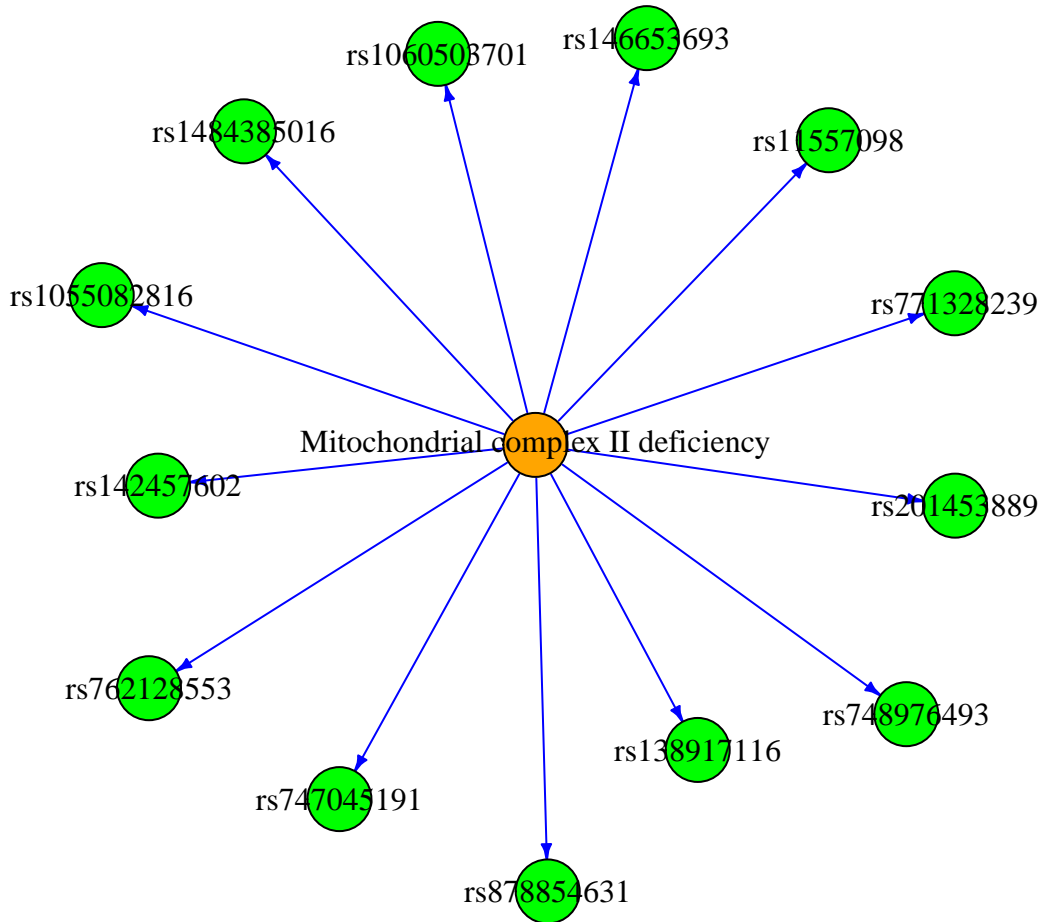 rs146653693
rs1060503701
rs1484385016
rs11557098
rs1055082816
rs771328239
Mitochondrial complex II deficiency
rs142457602
rs201453889
rs762128553
rs748976493
rs138917116
rs747045191
rs878854631